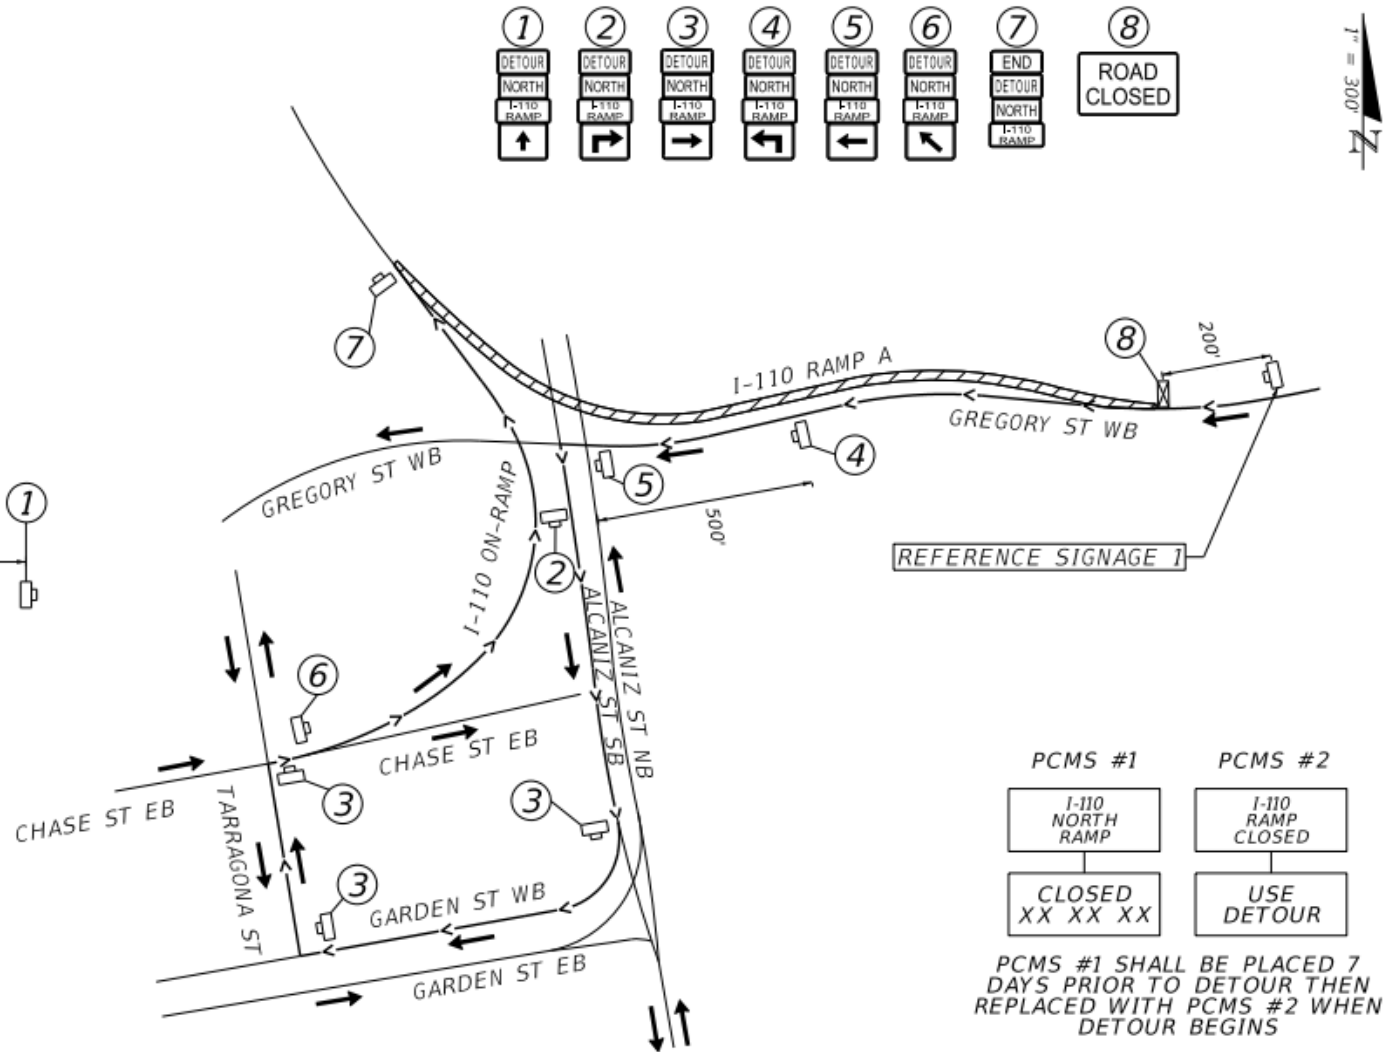 1 2 3 4 5 6 7 8
DETOUR
NORTH
I-110
RAMP
DETOUR
NORTH
I-110
RAMP
DETOUR
NORTH
I-110
RAMP
DETOUR
NORTH
I-110
RAMP
DETOUR
NORTH
I-110
RAMP
DETOUR
NORTH
I-110
RAMP
END
DETOUR
NORTH
I-110
RAMP
ROAD
CLOSED
1" = 300'
N
7
8
200'
I-110 RAMP A
GREGORY ST WB
4
5
GREGORY ST WB
1
I-110 ON-RAMP
500'
REFERENCE SIGNAGE 1
2
ALCANIZ ST SB
ALCANIZ ST NB
6
CHASE ST EB
3
CHASE ST EB
TARRAGONA ST
3
3
GARDEN ST WB
GARDEN ST EB
PCMS #1
I-110
NORTH
RAMP
CLOSED
XX XX XX
PCMS #2
I-110
RAMP
CLOSED
USE
DETOUR
PCMS #1 SHALL BE PLACED 7
DAYS PRIOR TO DETOUR THEN
REPLACED WITH PCMS #2 WHEN
DETOUR BEGINS